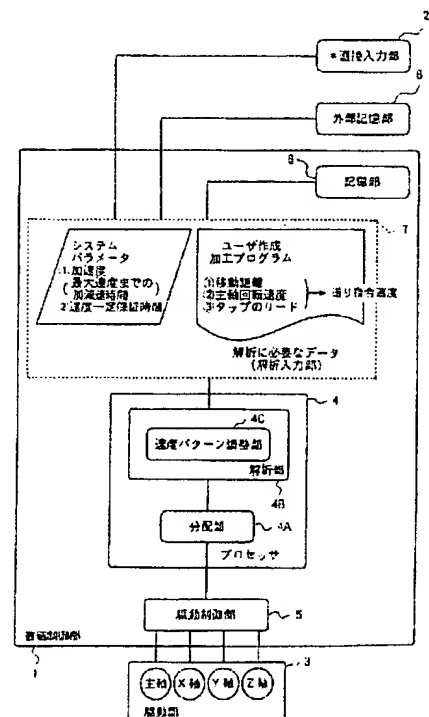 2
*直接入力部
8
外部記憶部
6
記憶部
7
システム
パラメータ
1.加速度
(最大速度までの
加減速時間)
2.速度一定保証時間
ユーザ作成
加工プログラム
①移動距離
②主軸回転速度
③タップのリード
送り指令速度
解析に必要なデータ
(解析入力部)
4
4C
速度パターン調整部
解析部
4B
分配部
4A
プロセッサ
駆動制御部
5
数値制御部
1
3
主軸
X軸
Y軸
Z軸
駆動部